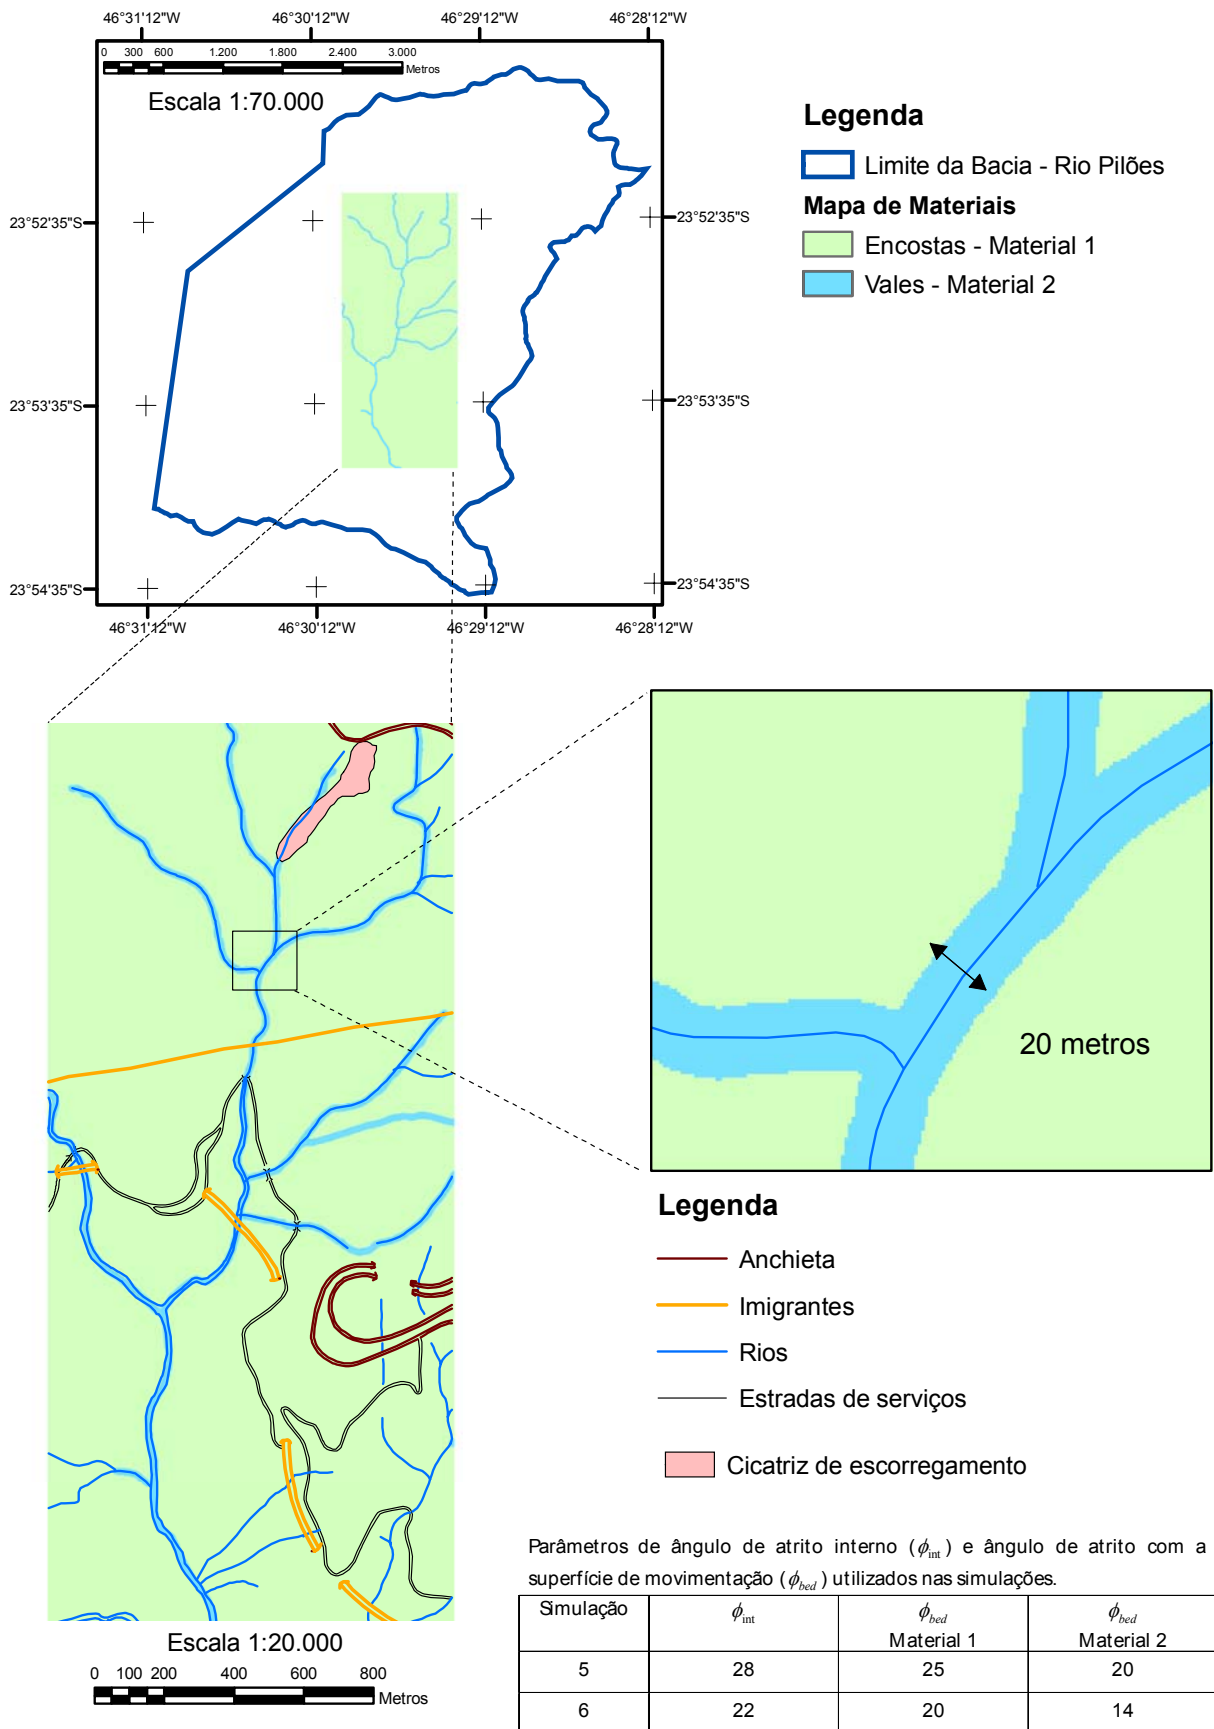 46°31'12"W 46°30'12"W 46°29'12"W 46°28'12"W
0 300 600 1.200 1.800 2.400 3.000
Metros
Escala 1:70.000
23°52'35"S 23°52'35"S
23°53'35"S 23°53'35"S
23°54'35"S 23°54'35"S
46°31'12"W 46°30'12"W 46°29'12"W 46°28'12"W
Legenda
Limite da Bacia - Rio Pilões
Mapa de Materiais
Encostas - Material 1
Vales - Material 2
20 metros
Legenda
Anchieta
Imigrantes
Rios
Estradas de serviços
Cicatriz de escorregamento
Escala 1:20.000
0 100 200 400 600 800
Metros
Parâmetros de ângulo de atrito interno (ϕint) e ângulo de atrito com a
superfície de movimentação (ϕbed) utilizados nas simulações.
Simulação ϕint ϕbed ϕbed
Material 1 Material 2
5 28 25 20
6 22 20 14